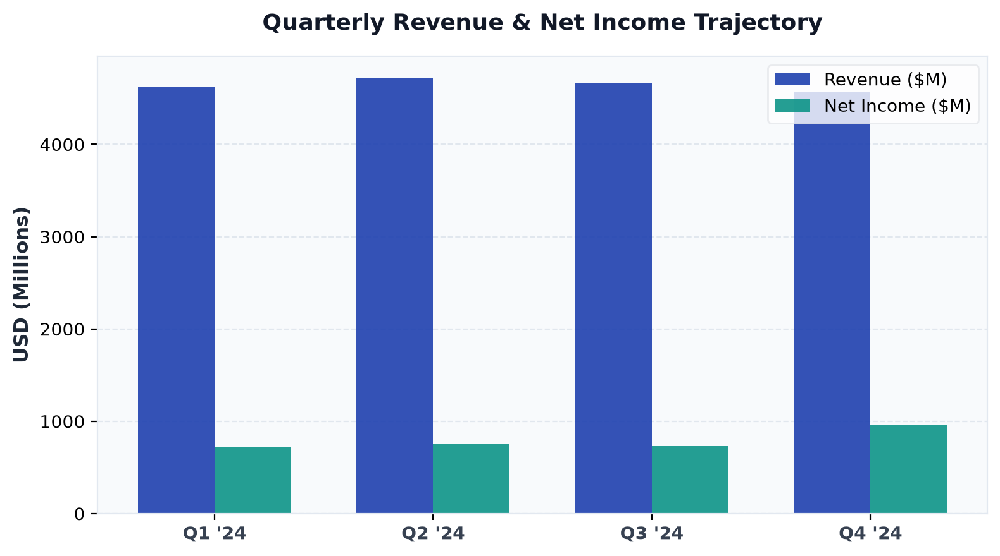 Quarterly Revenue & Net Income Trajectory
Revenue ($M)
Net Income ($M)
USD (Millions)
4000
3000
2000
1000
0
Q1 '24
Q2 '24
Q3 '24
Q4 '24